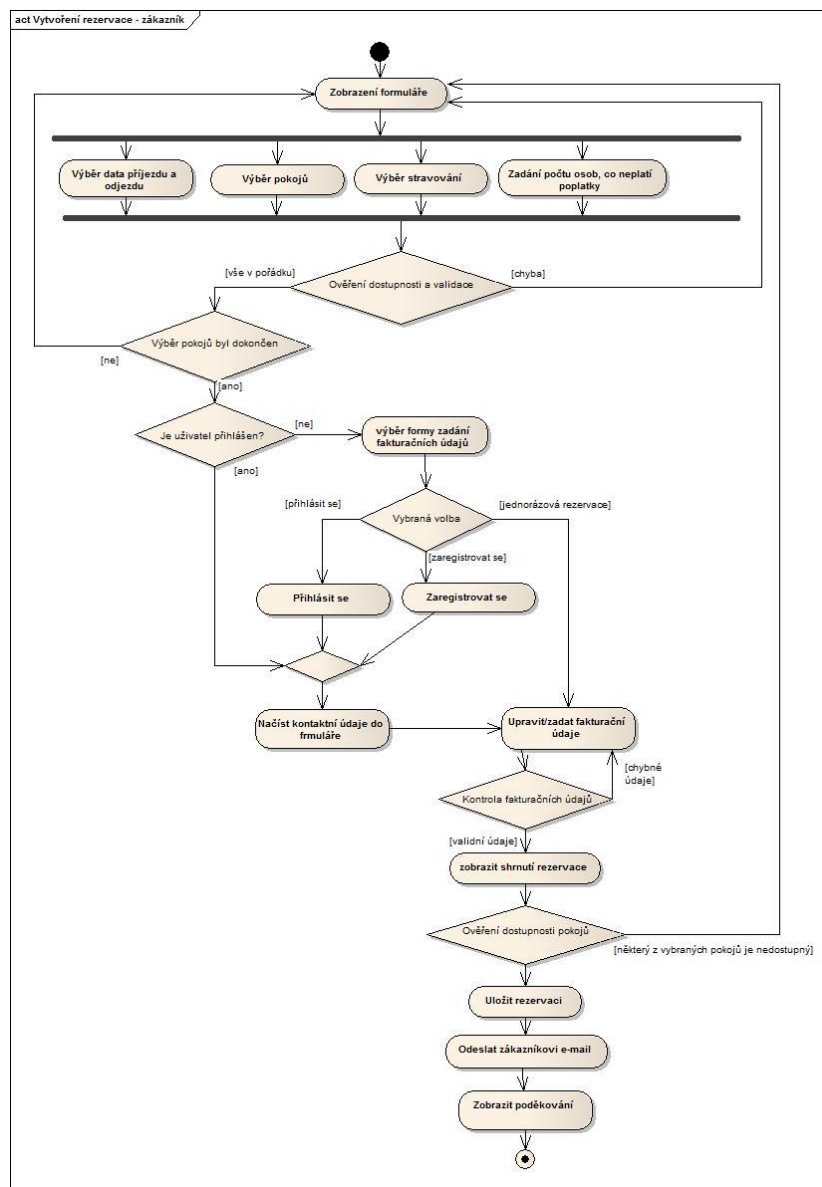 act Vytvoření rezervace - zákazník
Zobrazení formuláře
Výběr data příjezdu a
odjezdu
Výběr pokojů
Výběr stravování
Zadání počtu osob, co neplatí
poplatky
[vše v pořádku]
Ověření dostupnosti a validace
[chyba]
Výběr pokojů byl dokončen
[ne]
[ano]
Je uživatel přihlášen?
[ne]
výběr formy zadání
fakturačních údajů
[ano]
[přihlásit se]
Vybraná volba
[jednorázová rezervace]
[zaregistrovat se]
Přihlásit se
Zaregistrovat se
Načíst kontaktní údaje do
frmuláře
Upravit/zadat fakturační
údaje
[chybné
údaje]
Kontrola fakturačních údajů
[validní údaje]
zobrazit shrnutí rezervace
Ověření dostupnosti pokojů
[některý z vybraných pokojů je nedostupný]
Uložit rezervaci
Odeslat zákazníkovi e-mail
Zobrazit poděkování